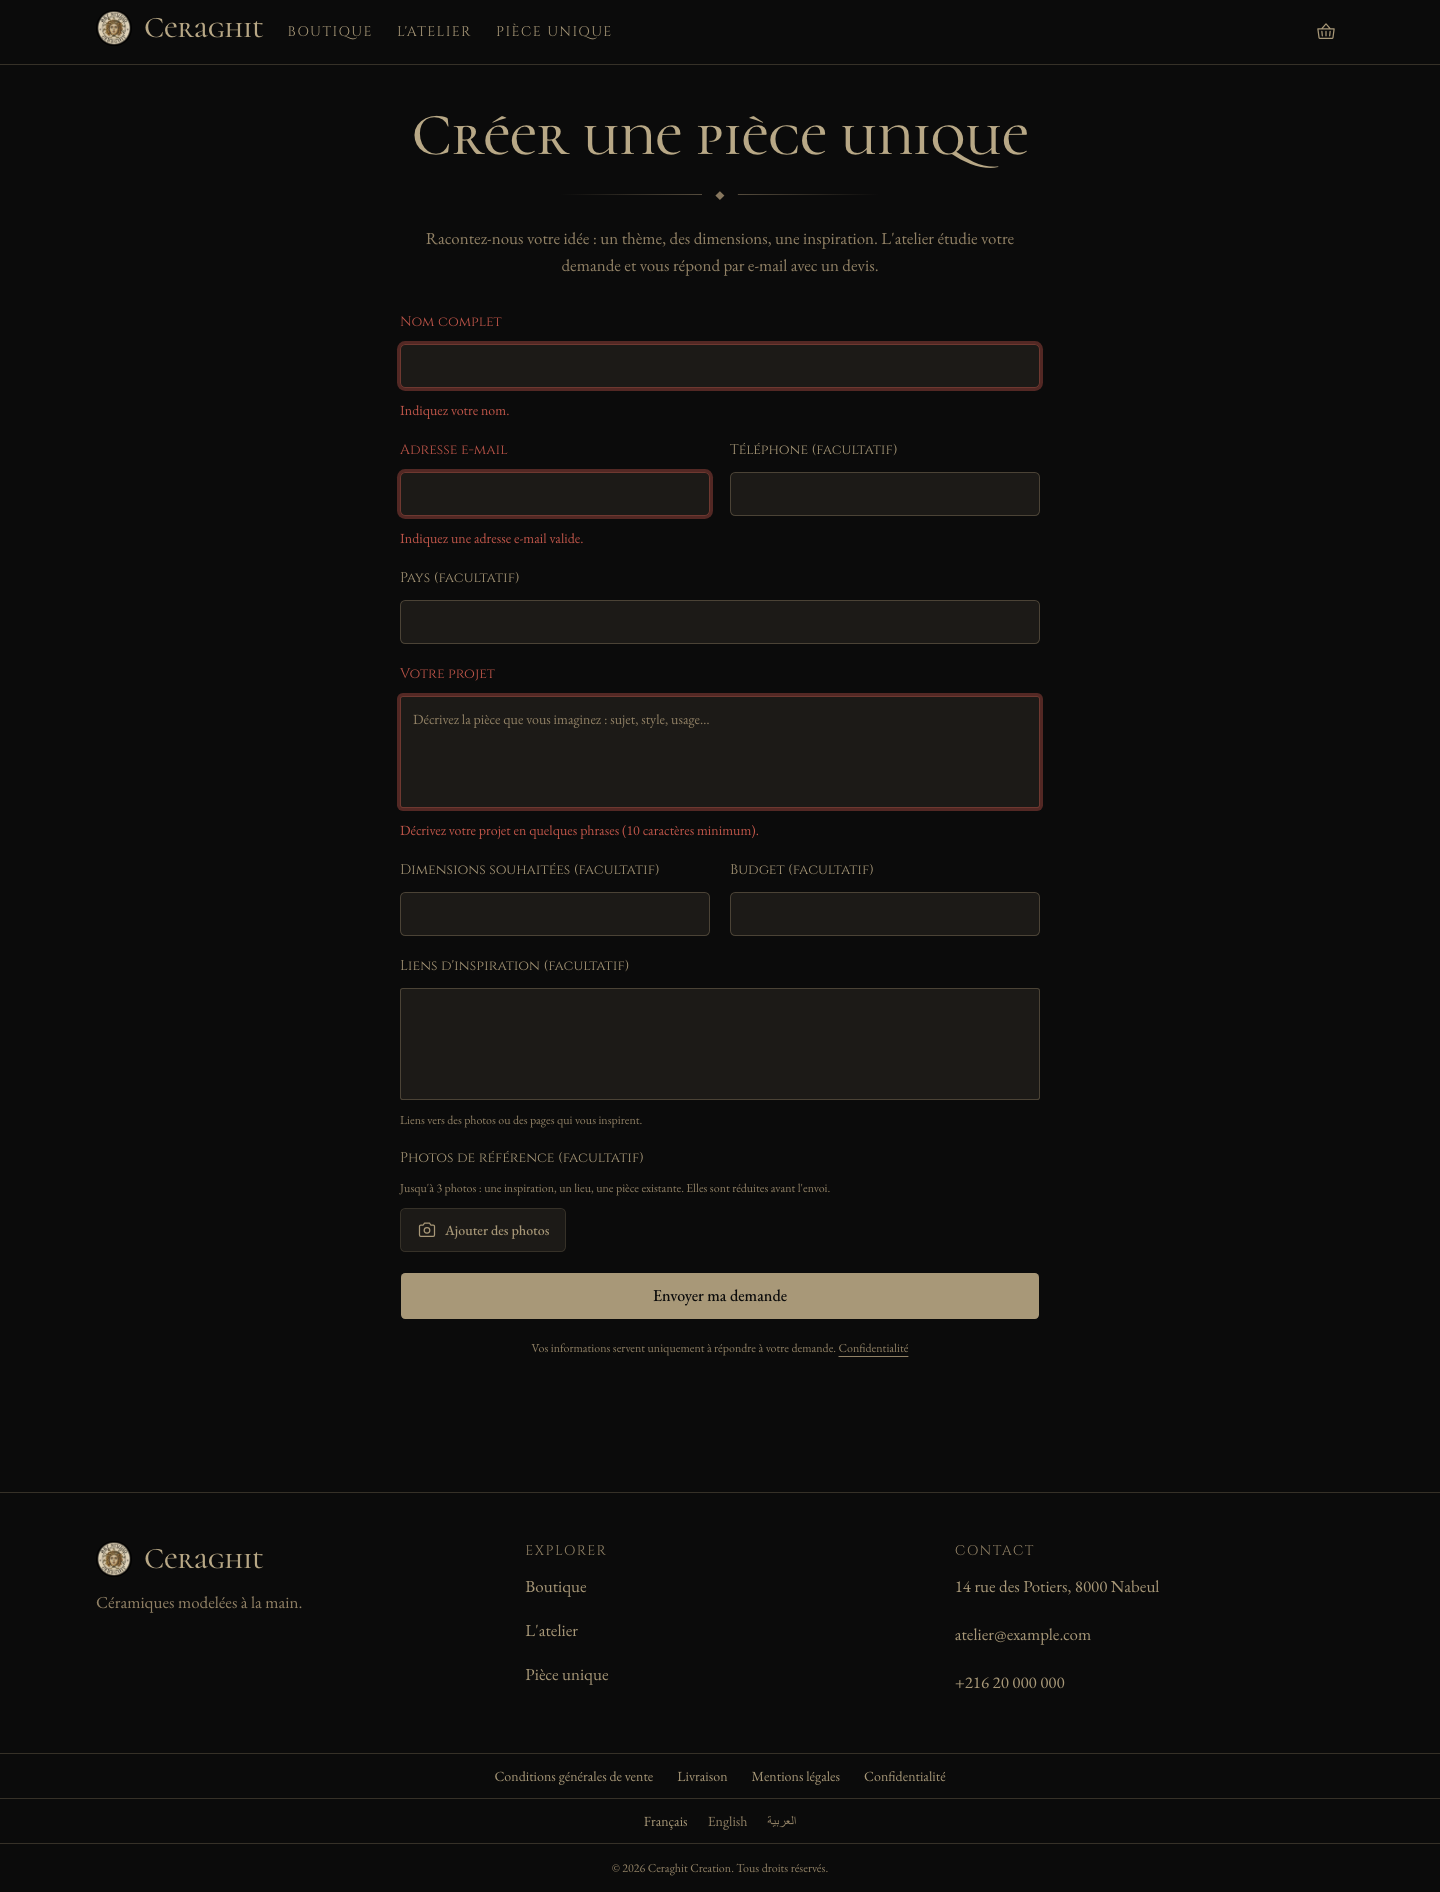 Ceraghit
BOUTIQUE L'ATELIER PIÈCE UNIQUE
Créer une pièce unique
Racontez-nous votre idée : un thème, des dimensions, une inspiration. L'atelier étudie votre
demande et vous répond par e-mail avec un devis.
Nom complet
Indiquez votre nom.
Adresse e-mail
Téléphone (facultatif)
Indiquez une adresse e-mail valide.
Pays (facultatif)
Votre projet
Décrivez la pièce que vous imaginez : sujet, style, usage…
Décrivez votre projet en quelques phrases (10 caractères minimum).
Dimensions souhaitées (facultatif)
Budget (facultatif)
Liens d'inspiration (facultatif)
Liens vers des photos ou des pages qui vous inspirent.
Photos de référence (facultatif)
Jusqu'à 3 photos : une inspiration, un lieu, une pièce existante. Elles sont réduites avant l'envoi.
Ajouter des photos
Envoyer ma demande
Vos informations servent uniquement à répondre à votre demande. Confidentialité
Ceraghit
Céramiques modelées à la main.
EXPLORER
Boutique
L'atelier
Pièce unique
CONTACT
14 rue des Potiers, 8000 Nabeul
atelier@example.com
+216 20 000 000
Conditions générales de vente Livraison Mentions légales Confidentialité
Français English العربية
© 2026 Ceraghit Creation. Tous droits réservés.